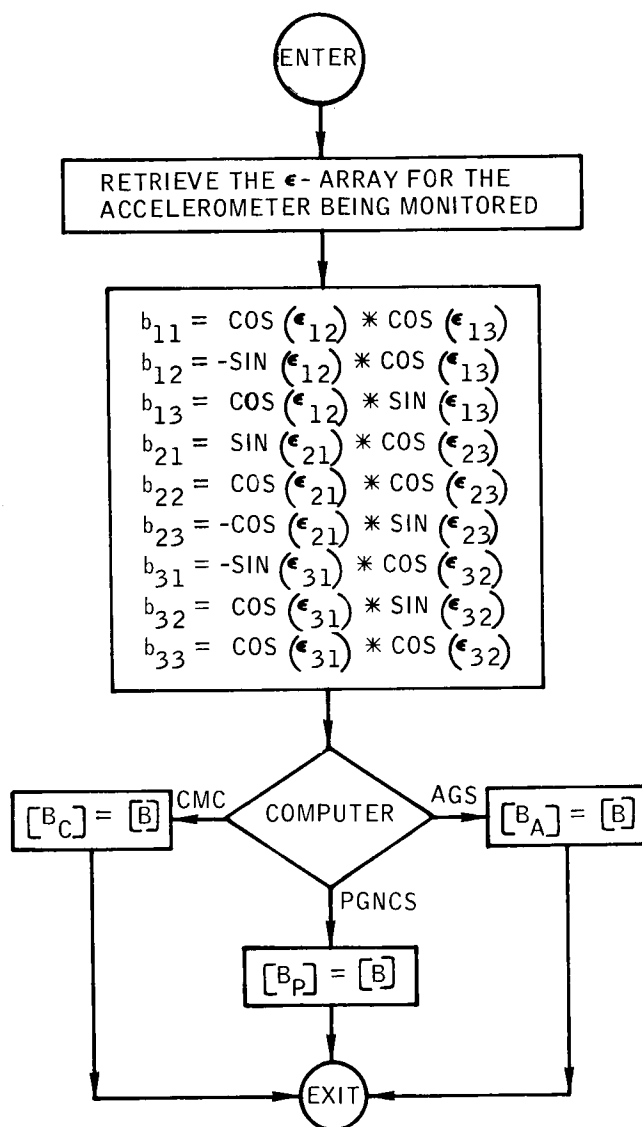 ENTER
RETRIEVE THE ϵ- ARRAY FOR THE
ACCELEROMETER BEING MONITORED
b11 = COS (ϵ12) * COS (ϵ13)
b12 = -SIN (ϵ12) * COS (ϵ13)
b13 = COS (ϵ12) * SIN (ϵ13)
b21 = SIN (ϵ21) * COS (ϵ23)
b22 = COS (ϵ21) * COS (ϵ23)
b23 = -COS (ϵ21) * SIN (ϵ23)
b31 = -SIN (ϵ31) * COS (ϵ32)
b32 = COS (ϵ31) * SIN (ϵ32)
b33 = COS (ϵ31) * COS (ϵ32)
CMC
COMPUTER
AGS
[BC] = [B]
[BA] = [B]
PGNCS
[BP] = [B]
EXIT